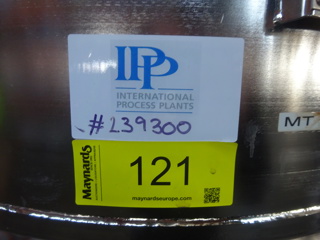 IPP
INTERNATIONAL
PROCESS PLANTS
#239300
MT
Maynards
121
maynardseurope.com